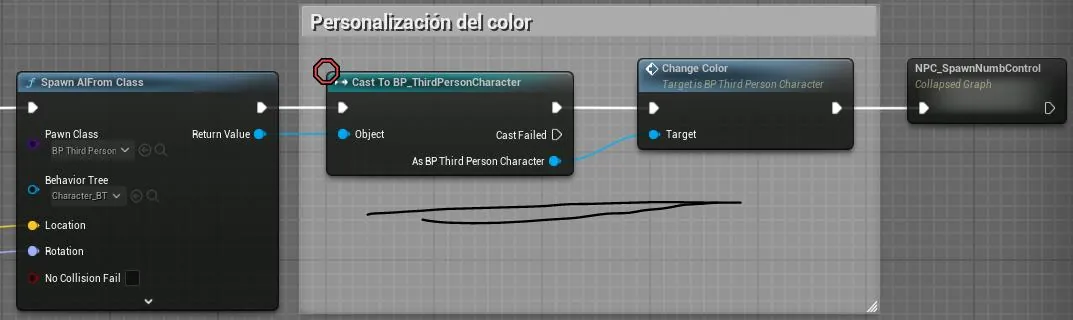 Personalización del color
Spawn AIFrom Class
Pawn Class
BP Third Person
Return Value
Behavior Tree
Character_BT
Location
Rotation
No Collision Fail
Cast To BP_ThirdPersonCharacter
Object
Cast Failed
As BP Third Person Character
Change Color
Target is BP Third Person Character
Target
NPC_SpawnNumbControl
Collapsed Graph